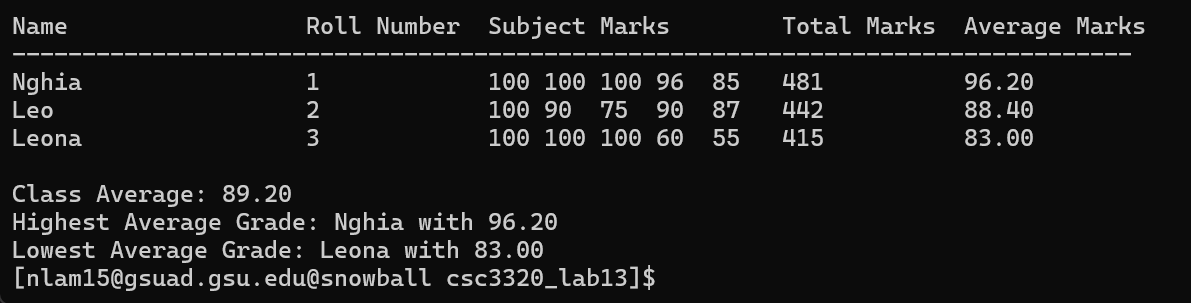 Name                 Roll Number  Subject Marks        Total Marks  Average Marks
--------------------------------------------------------------------------------
Nghia                1            100 100 100 96  85   481          96.20
Leo                  2            100 90  75  90  87   442          88.40
Leona                3            100 100 100 60  55   415          83.00

Class Average: 89.20
Highest Average Grade: Nghia with 96.20
Lowest Average Grade: Leona with 83.00
[nlam15@gsuad.gsu.edu@snowball csc3320_lab13]$